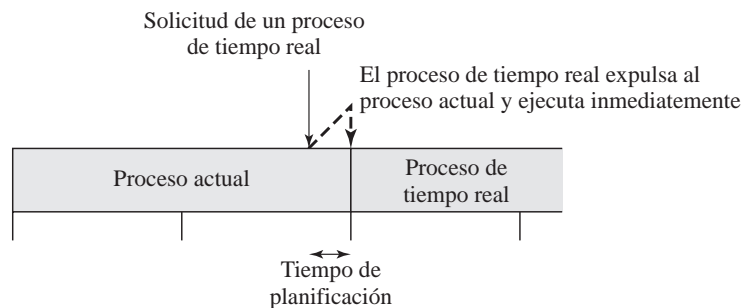 Solicitud de un proceso
de tiempo real
El proceso de tiempo real expulsa al
proceso actual y ejecuta inmediatemente
Proceso actual
Proceso de
tiempo real
Tiempo de
planificación